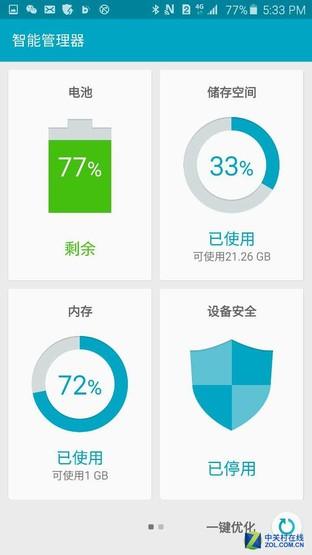 4G 77% 5:33 PM
智能管理器
电池
77%
剩余
储存空间
33%
已使用
可使用21.26 GB
内存
72%
已使用
可使用1 GB
设备安全
已停用
一键优化
中关村在线
ZOL.COM.CN